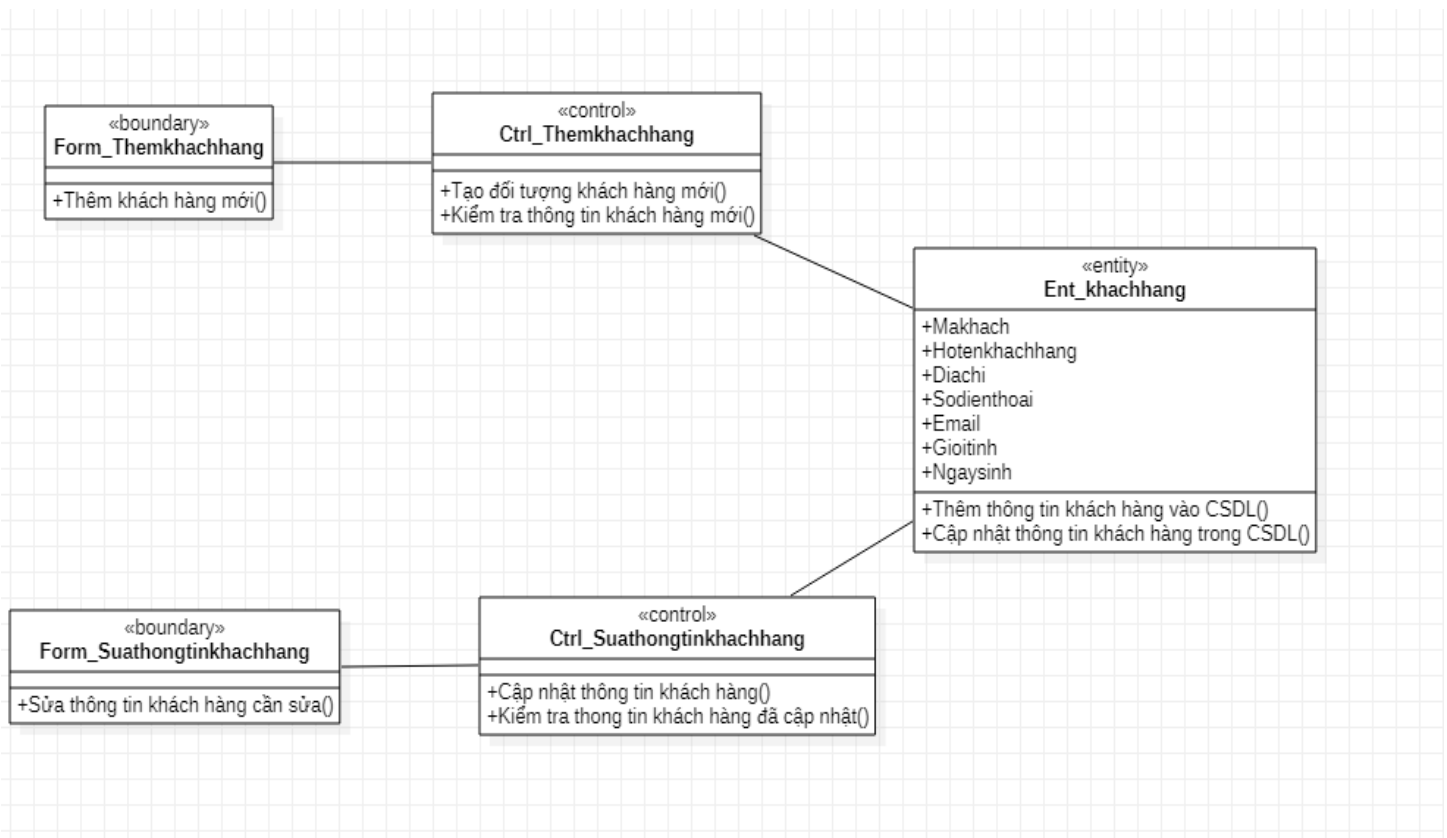 «boundary»
Form_Themkhachhang
+Thêm khách hàng mới()
«control»
Ctrl_Themkhachhang
+Tạo đối tượng khách hàng mới()
+Kiểm tra thông tin khách hàng mới()
«entity»
Ent_khachhang
+Makhach
+Hotenkhachhang
+Diachi
+Sodienthoai
+Email
+Gioitinh
+Ngaysinh
+Thêm thông tin khách hàng vào CSDL()
+Cập nhật thông tin khách hàng trong CSDL()
«boundary»
Form_Suathongtinkhachhang
+Sửa thông tin khách hàng cần sửa()
«control»
Ctrl_Suathongtinkhachhang
+Cập nhật thông tin khách hàng()
+Kiểm tra thong tin khách hàng đã cập nhật()